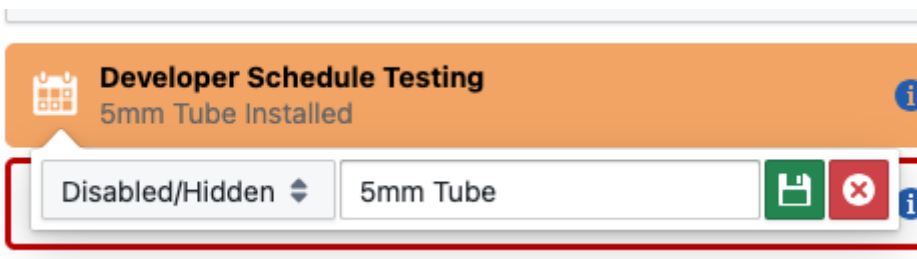 Developer Schedule Testing
5mm Tube Installed
Disabled/Hidden
5mm Tube